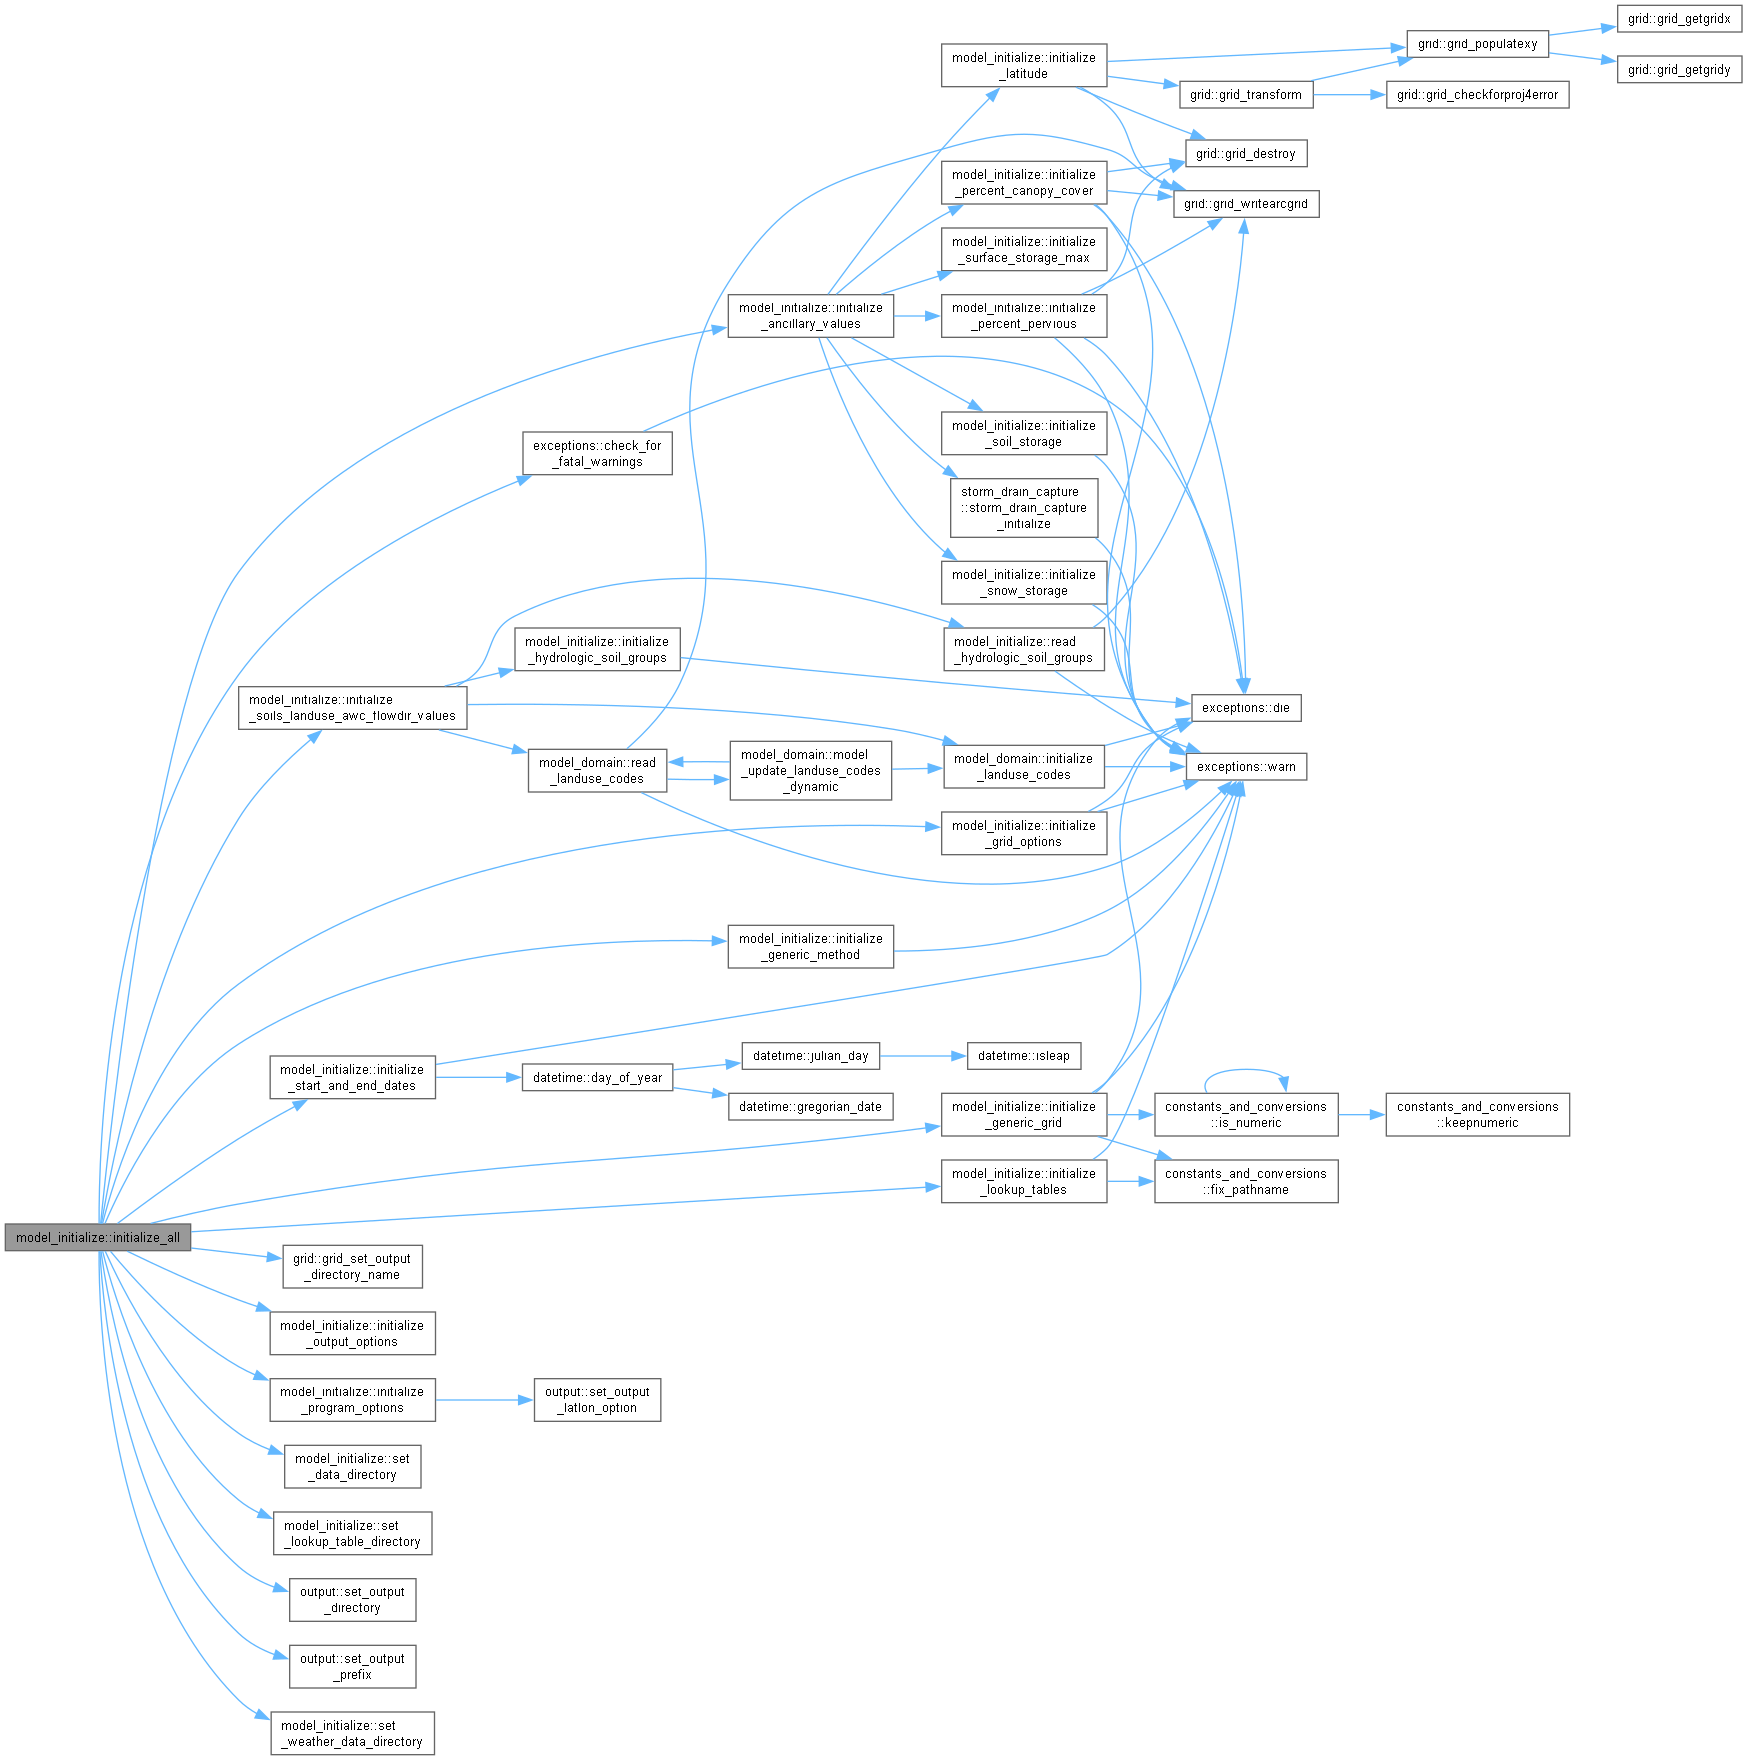 grid::grid_getgridx
grid::grid_populatexy
model_initialize::initialize
_latitude
grid::grid_getgridy
grid::grid_transform
grid::grid_checkforproj4error
grid::grid_destroy
model_initialize::initialize
_percent_canopy_cover
grid::grid_writearcgrid
model_initialize::initialize
_surface_storage_max
model_initialize::initialize
_ancillary_values
model_initialize::initialize
_percent_pervious
model_initialize::initialize
_soil_storage
exceptions::check_for
_fatal_warnings
storm_drain_capture
::storm_drain_capture
_initialize
model_initialize::initialize
_snow_storage
model_initialize::initialize
_hydrologic_soil_groups
model_initialize::read
_hydrologic_soil_groups
model_initialize::initialize
_soils_landuse_awc_flowdir_values
exceptions::die
model_domain::read
_landuse_codes
model_domain::model
_update_landuse_codes
_dynamic
model_domain::initialize
_landuse_codes
exceptions::warn
model_initialize::initialize
_grid_options
model_initialize::initialize
_generic_method
model_initialize::initialize
_start_and_end_dates
datetime::day_of_year
datetime::julian_day
datetime::isleap
datetime::gregorian_date
model_initialize::initialize
_generic_grid
constants_and_conversions
::is_numeric
constants_and_conversions
::keepnumeric
model_initialize::initialize
_lookup_tables
constants_and_conversions
::fix_pathname
model_initialize::initialize_all
grid::grid_set_output
_directory_name
model_initialize::initialize
_output_options
model_initialize::initialize
_program_options
output::set_output
_latlon_option
model_initialize::set
_data_directory
model_initialize::set
_lookup_table_directory
output::set_output
_directory
output::set_output
_prefix
model_initialize::set
_weather_data_directory